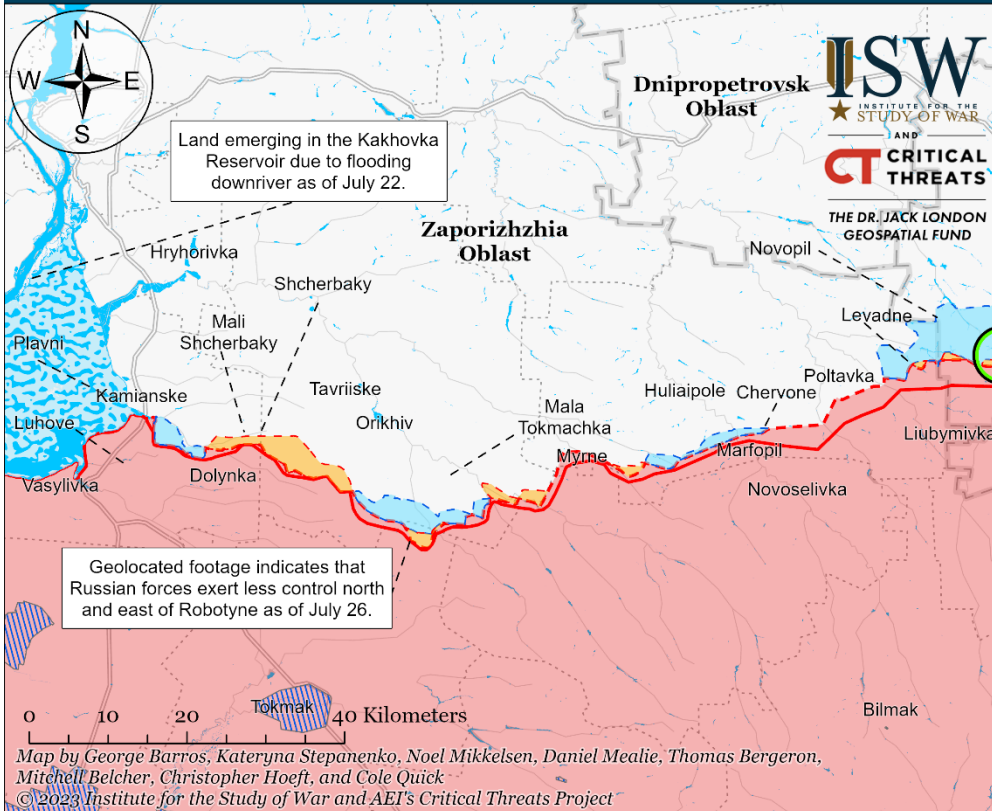 N
W
E
S
Dnipropetrovsk
Oblast
ISW
INSTITUTE FOR THE
STUDY OF WAR
AND
CT CRITICAL
THREATS
THE DR. JACK LONDON
GEOSPATIAL FUND
Land emerging in the Kakhovka
Reservoir due to flooding
downriver as of July 22.
Zaporizhzhia
Oblast
Hryhorivka
Novopil
Shcherbaky
Levadne
Mali
Shcherbaky
Plavni
Poltavka
Kamianske
Tavriiske
Huliaipole
Chervone
Orikhiv
Mala
Tokmachka
Luhove
Liubymivka
Myrne
Marfopil
Vasylivka
Dolynka
Novoselivka
Geolocated footage indicates that
Russian forces exert less control north
and east of Robotyne as of July 26.
Tokmak
Bilmak
0 10 20 40 Kilometers
Map by George Barros, Kateryna Stepanenko, Noel Mikkelsen, Daniel Mealie, Thomas Bergeron,
Mitchell Belcher, Christopher Hoeft, and Cole Quick
© 2023 Institute for the Study of War and AEI's Critical Threats Project